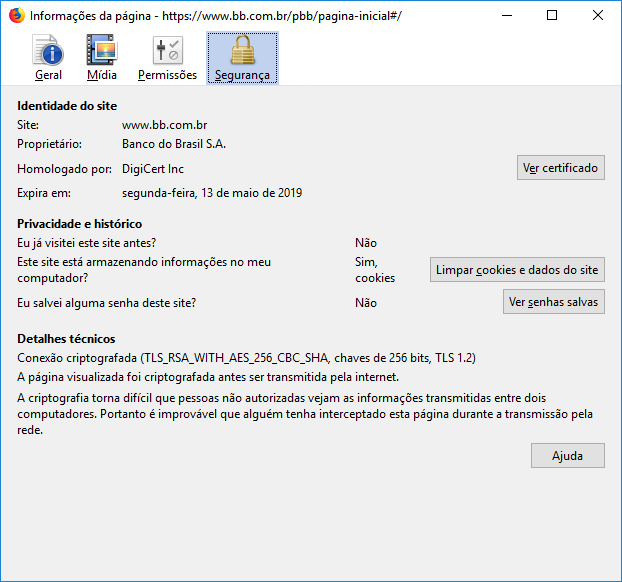 Informações da página - https://www.bb.com.br/pbb/pagina-inicial#/
Geral Mídia Permissões Segurança
Identidade do site
Site: www.bb.com.br
Proprietário: Banco do Brasil S.A.
Homologado por: DigiCert Inc Ver certificado
Expira em: segunda-feira, 13 de maio de 2019
Privacidade e histórico
Eu já visitei este site antes? Não
Este site está armazenando informações no meu Sim,
computador? cookies
Limpar cookies e dados do site
Eu salvei alguma senha deste site? Não Ver senhas salvas
Detalhes técnicos
Conexão criptografada (TLS_RSA_WITH_AES_256_CBC_SHA, chaves de 256 bits, TLS 1.2)
A página visualizada foi criptografada antes ser transmitida pela internet.
A criptografia torna difícil que pessoas não autorizadas vejam as informações transmitidas entre dois
computadores. Portanto é improvável que alguém tenha interceptado esta página durante a transmissão pela
rede.
Ajuda